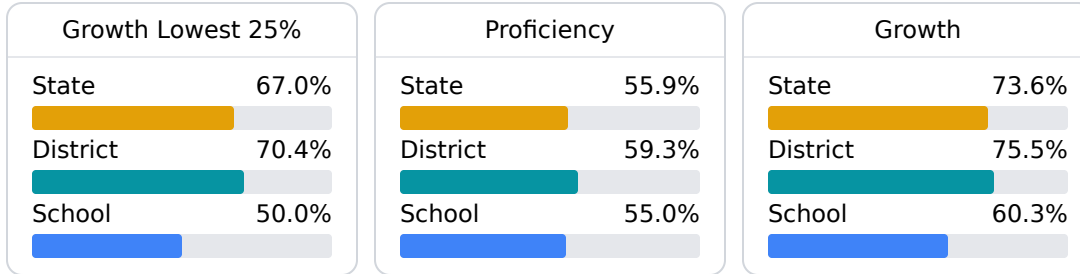 Growth Lowest 25%
State 67.0%
District 70.4%
School 50.0%
Proficiency
State 55.9%
District 59.3%
School 55.0%
Growth
State 73.6%
District 75.5%
School 60.3%